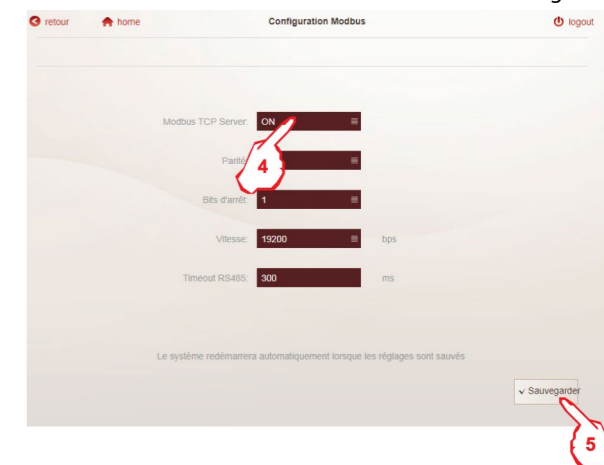 retour home Configuration Modbus logout
Modbus TCP Server: ON
Parité
4
Bits d'arrêt: 1
Vitesse: 19200 bps
Timeout RS485: 300 ms
Le système redémarrera automatiquement lorsque les réglages sont sauvés
Sauvegarder
5